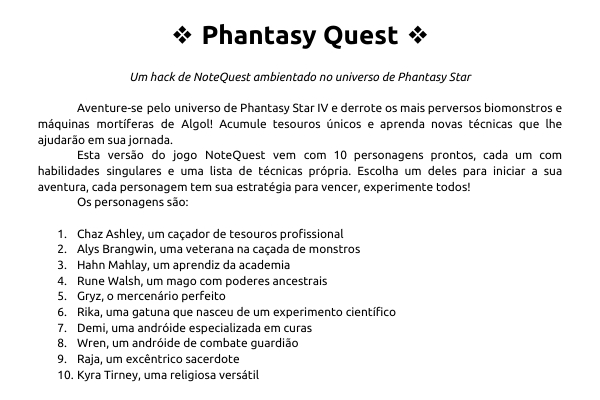 ❖ Phantasy Quest ❖
Um hack de NoteQuest ambientado no universo de Phantasy Star
Aventure-se pelo universo de Phantasy Star IV e derrote os mais perversos biomonstros e
máquinas mortíferas de Algol! Acumule tesouros únicos e aprenda novas técnicas que lhe
ajudarão em sua jornada.
Esta versão do jogo NoteQuest vem com 10 personagens prontos, cada um com
habilidades singulares e uma lista de técnicas própria. Escolha um deles para iniciar a sua
aventura, cada personagem tem sua estratégia para vencer, experimente todos!
Os personagens são:
1. Chaz Ashley, um caçador de tesouros profissional
2. Alys Brangwin, uma veterana na caçada de monstros
3. Hahn Mahlay, um aprendiz da academia
4. Rune Walsh, um mago com poderes ancestrais
5. Gryz, o mercenário perfeito
6. Rika, uma gatuna que nasceu de um experimento científico
7. Demi, uma andróide especializada em curas
8. Wren, um andróide de combate guardião
9. Raja, um excêntrico sacerdote
10. Kyra Tirney, uma religiosa versátil